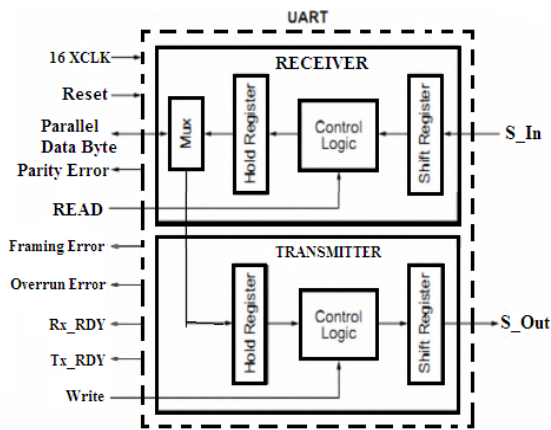 UART
16 XCLK
Reset
Parallel
Data Byte
Parity Error
READ
Framing Error
Overrun Error
Rx_RDY
Tx_RDY
Write
RECEIVER
Mux
Hold Register
Control
Logic
Shift Register
S_In
TRANSMITTER
Hold Register
Control
Logic
Shift Register
S_Out